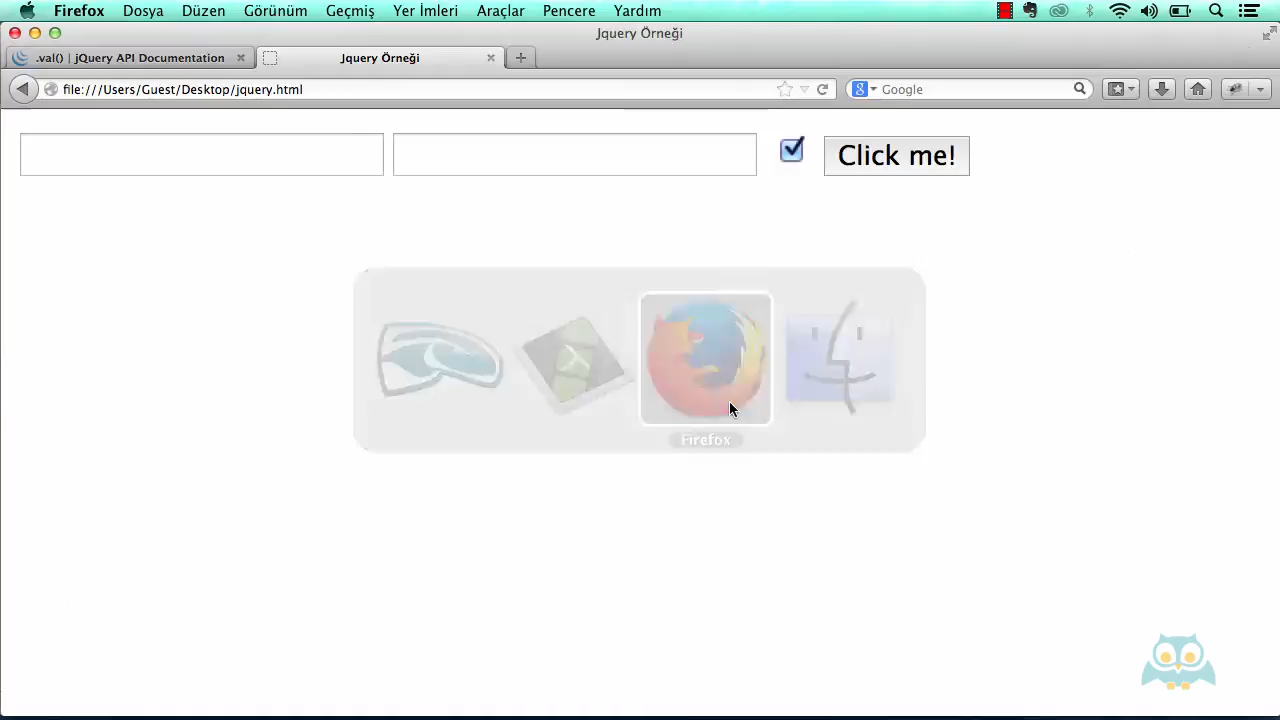 Firefox Dosya Düzen Görünüm Geçmiş Yer İmleri Araçlar Pencere Yardım
Jquery Örneği
.val() | jQuery API Documentation
Jquery Örneği
file:///Users/Gust/Desktop/jquery.html
Google
Click me!
Firefox